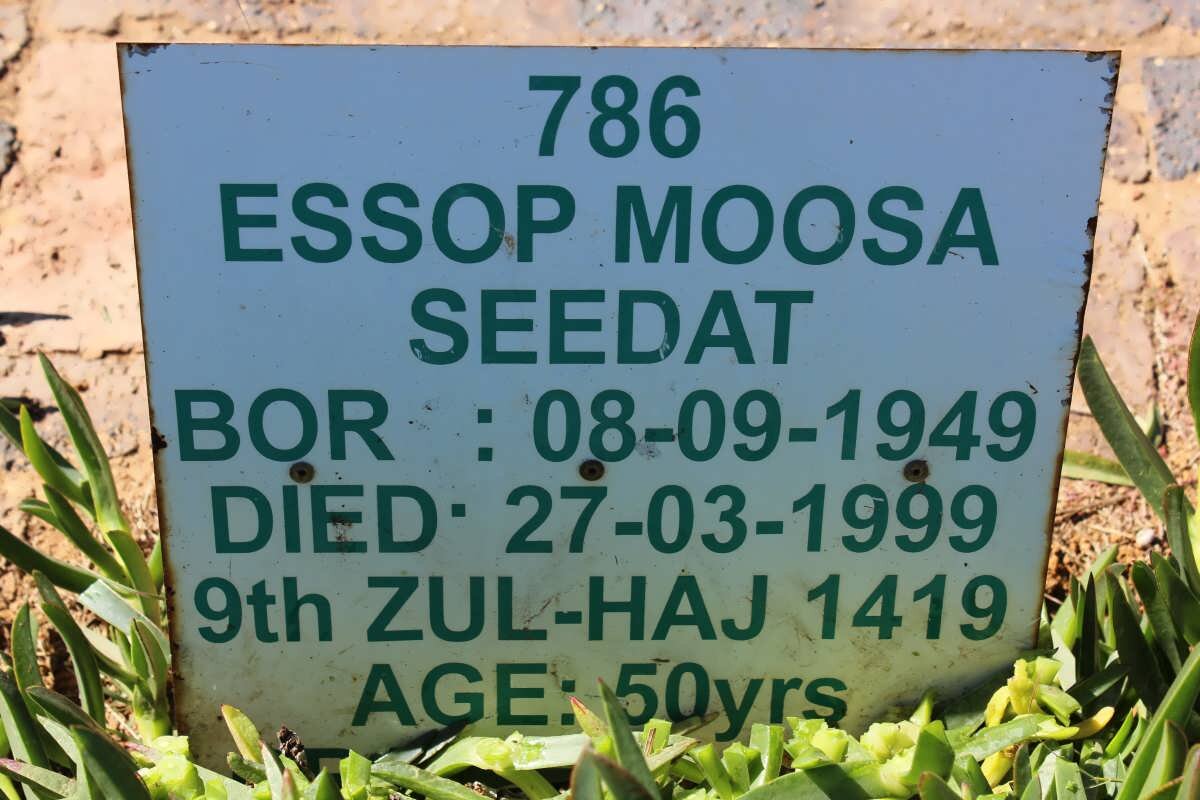 786
ESSOP MOOSA
SEEDAT
BOR : 08-09-1949
DIED: 27-03-1999
9th ZUL-HAJ 1419
AGE: 50yrs